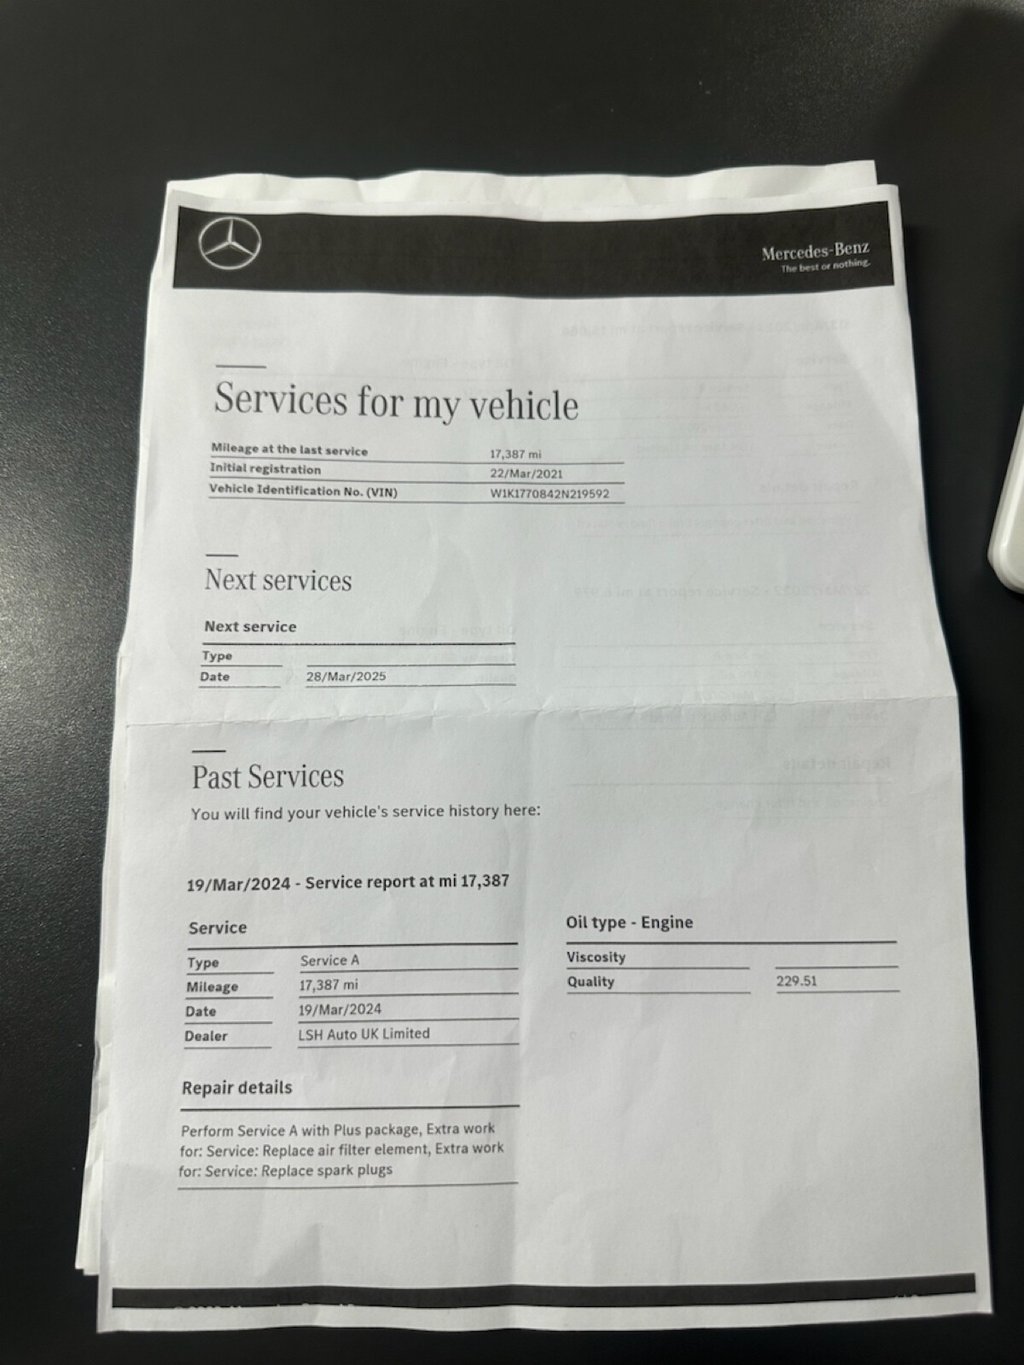 Mercedes-Benz
The best or nothing.
Services for my vehicle
Mileage at the last service 17,387 mi
Initial registration 22/Mar/2021
Vehicle Identification No. (VIN) W1K1770842N219592
Next services
Next service
Type
Date 28/Mar/2025
Past Services
You will find your vehicle's service history here:
19/Mar/2024 - Service report at mi 17,387
Service
Type Service A
Mileage 17,387 mi
Date 19/Mar/2024
Dealer LSH Auto UK Limited
Oil type - Engine
Viscosity
Quality 229.51
Repair details
Perform Service A with Plus package, Extra work
for: Service: Replace air filter element, Extra work
for: Service: Replace spark plugs